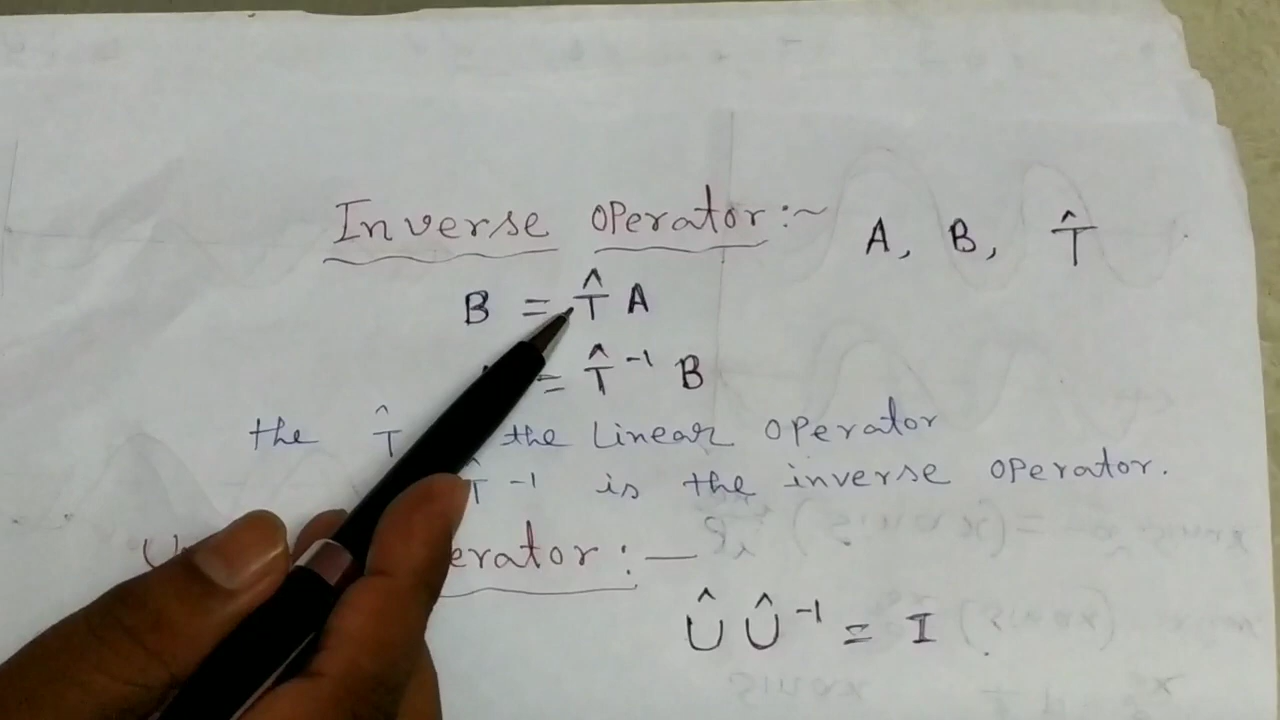 Inverse Operator :~ A, B, T̂
B = T̂ A
= T̂⁻¹ B
the T̂ the Linear Operator
T̂⁻¹ is the inverse operator.
erator :—
Û Û⁻¹ = I